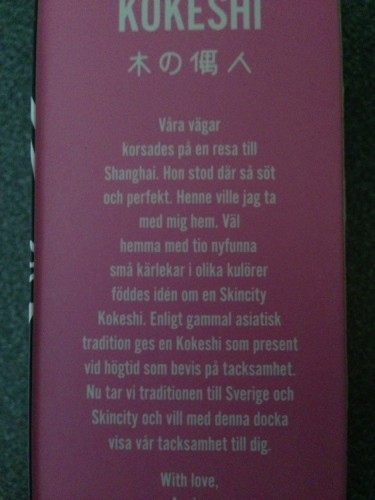 KOKESHI
木の偶人
Våra vägar
korsades på en resa till
Shanghai. Hon stod där så söt
och perfekt. Henne ville jag ta
med mig hem. Väl
hemma med tio nyfunna
små kärlekar i olika kulörer
föddes idén om en Skincity
Kokeshi. Enligt gammal asiatisk
tradition ges en Kokeshi som present
vid högtid som bevis på tacksamhet.
Nu tar vi traditionen till Sverige och
Skincity och vill med denna docka
visa vår tacksamhet till dig.
With love,